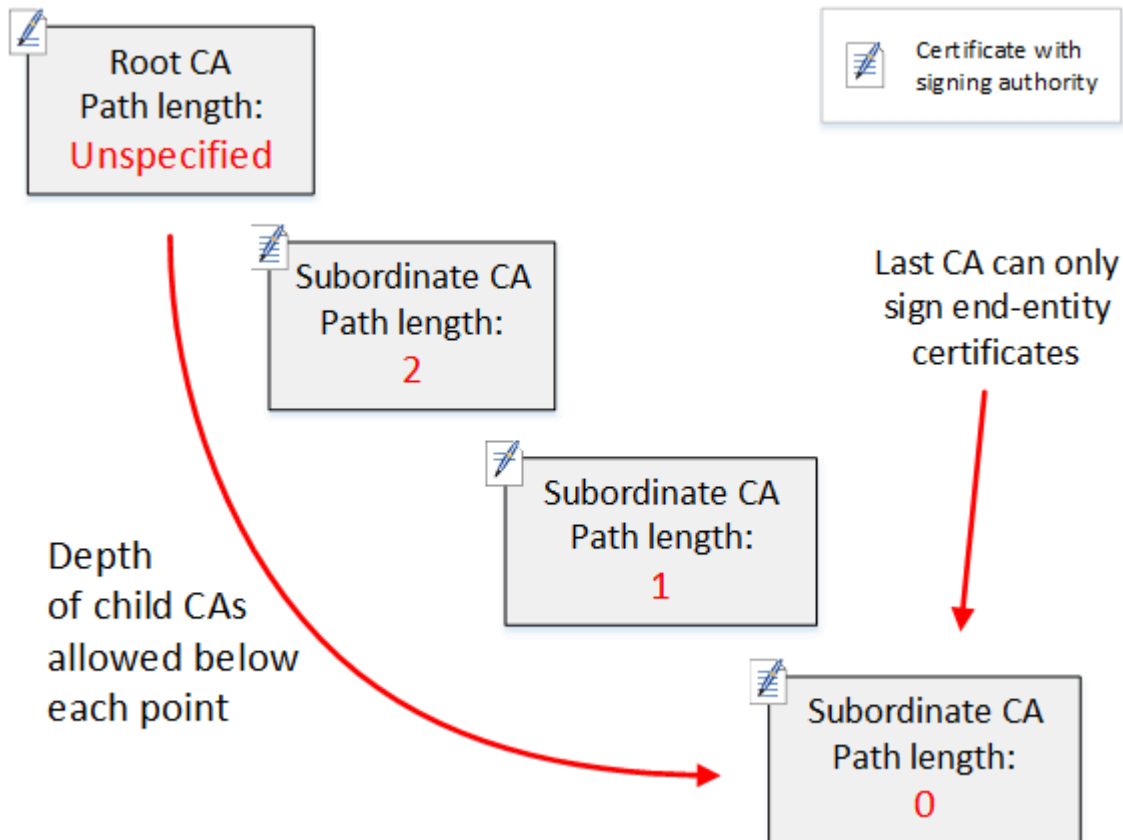 Root CA
Path length:
Unspecified
Certificate with
signing authority
Subordinate CA
Path length:
2
Last CA can only
sign end-entity
certificates
Subordinate CA
Path length:
1
Depth
of child CAs
allowed below
each point
Subordinate CA
Path length:
0